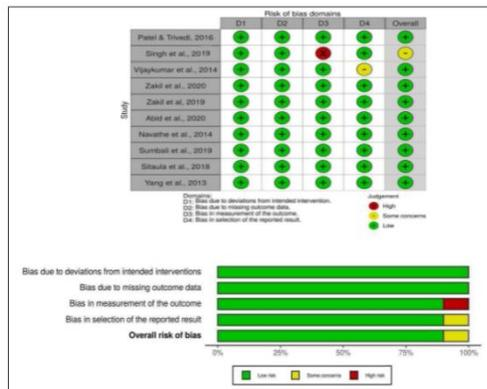 Risk of bias domains
D1 D2 D3 D4 Overall
Patel & Trivedi, 2016
Singh et al., 2019
Vijaykumar et al., 2014
Zakil et al., 2020
Zakil et al, 2019
Abid et al., 2020
Navathe et al., 2014
Sumbali et al., 2019
Sitaula et al., 2018
Yang et al., 2013
Study
Domains:
D1: Bias due to deviations from intended intervention.
D2: Bias due to missing outcome data.
D3: Bias in measurement of the outcome.
D4: Bias in selection of the reported result.
Judgement
High
Some concerns
Low
Bias due to deviations from intended interventions
Bias due to missing outcome data
Bias in measurement of the outcome
Bias in selection of the reported result
Overall risk of bias
0% 25% 50% 75% 100%
Low risk Some concerns High risk